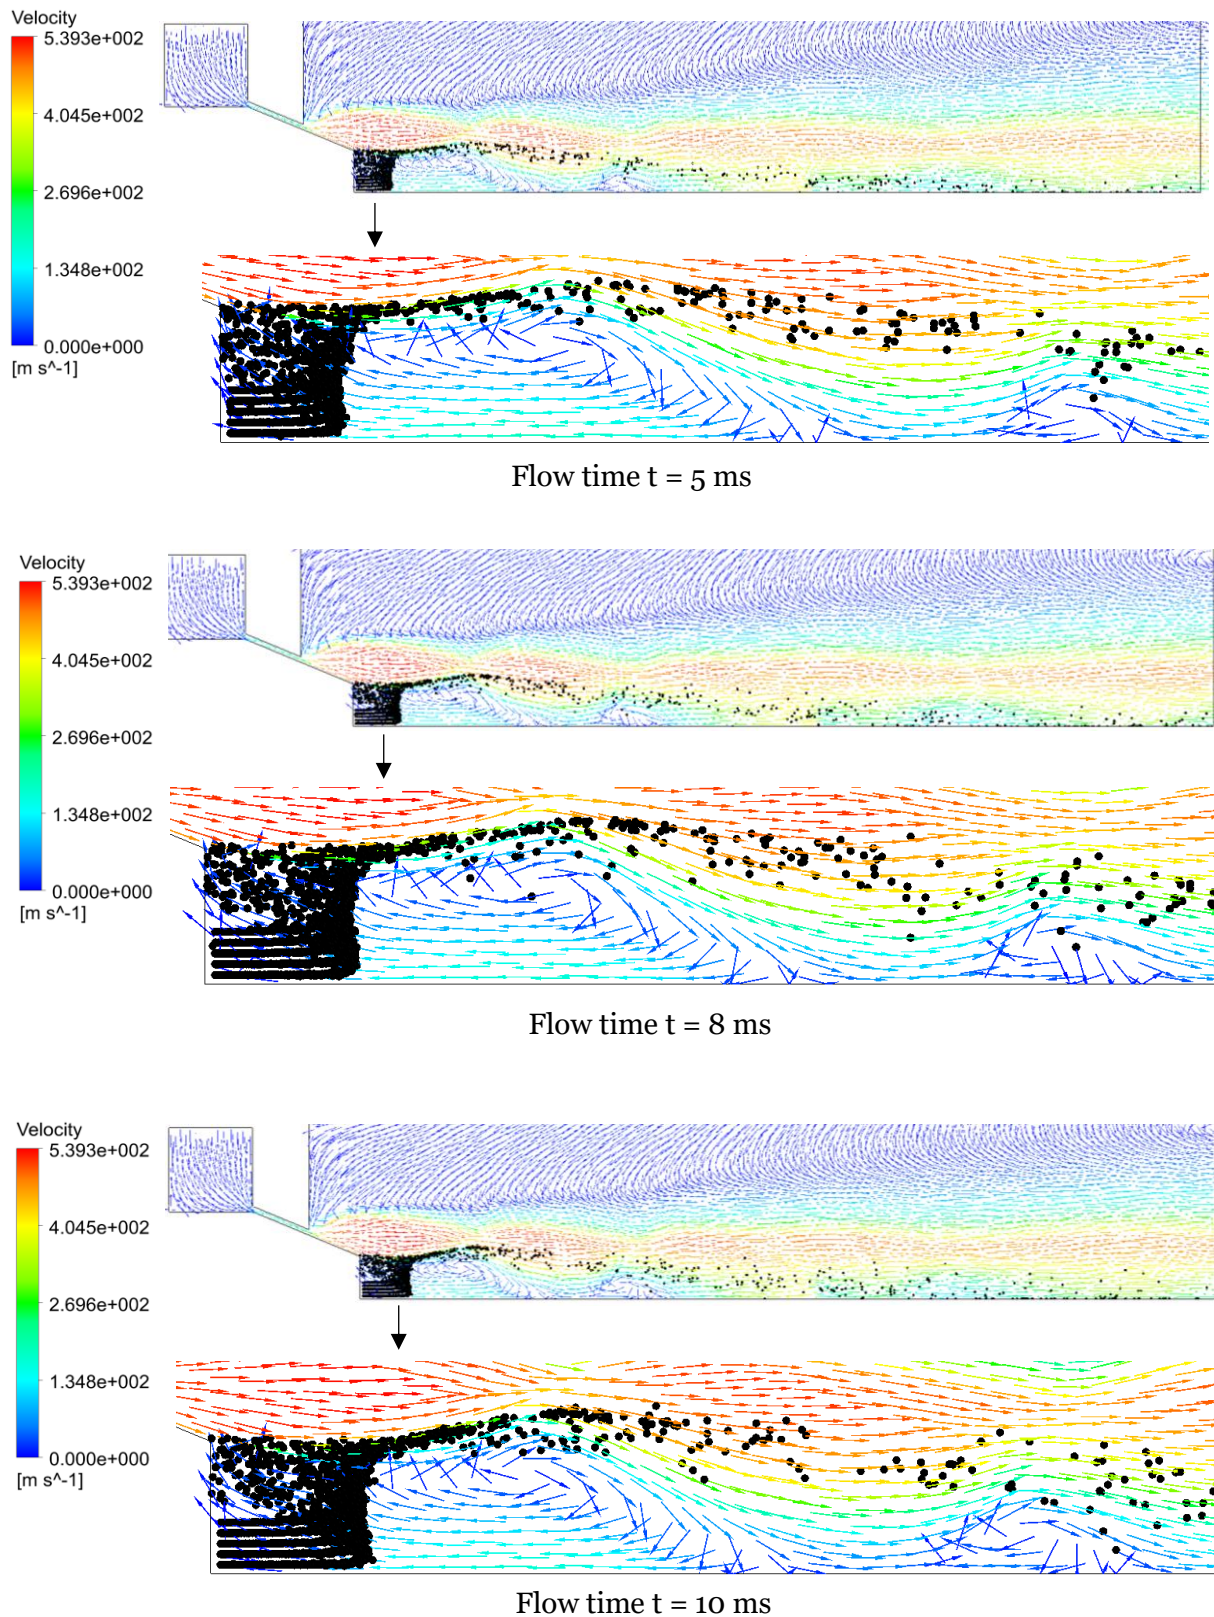 Velocity
5.393e+002
4.045e+002
2.696e+002
1.348e+002
0.000e+000
[m s^-1]
Flow time t = 5 ms
Velocity
5.393e+002
4.045e+002
2.696e+002
1.348e+002
0.000e+000
[m s^-1]
Flow time t = 8 ms
Velocity
5.393e+002
4.045e+002
2.696e+002
1.348e+002
0.000e+000
[m s^-1]
Flow time t = 10 ms